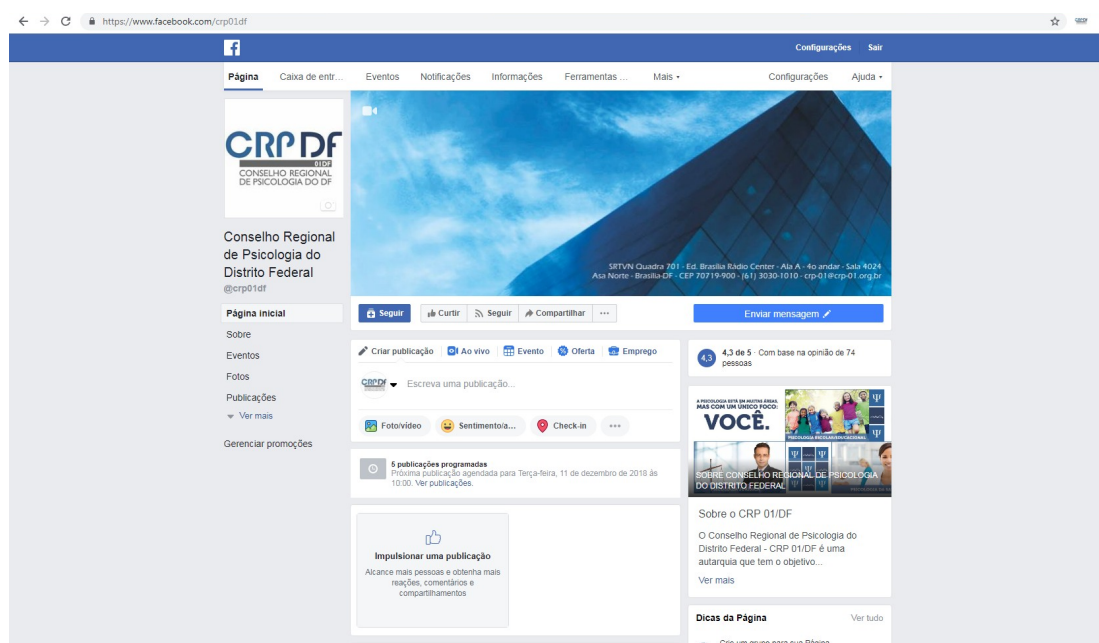 https://www.facebook.com/crp01df
Configurações Sair
Página Caixa de entr... Eventos Notificações Informações Ferramentas ... Mais Configurações Ajuda
CRP DF
01DF
CONSELHO REGIONAL
DE PSICOLOGIA DO DF
SRTVN Quadra 701 - Ed. Brasília Rádio Center - Ala A - 4o andar - Sala 4024
Asa Norte - Brasília-DF - CEP 70719-900 - (61) 3030-1010 - crp-01@crp-01.org.br
Conselho Regional
de Psicologia do
Distrito Federal
@crp01df
Página inicial
Sobre
Eventos
Fotos
Publicações
Ver mais
Gerenciar promoções
Seguir Curtir Seguir Compartilhar ...
Enviar mensagem
Criar publicação Ao vivo Evento Oferta Emprego
CRPDF
Escreva uma publicação...
Foto/vídeo Sentimento/a... Check-in ...
5 publicações programadas
Próxima publicação agendada para Terça-feira, 11 de dezembro de 2018 às
10:00. Ver publicações.
Impulsionar uma publicação
Alcance mais pessoas e obtenha mais
reações, comentários e
compartilhamentos
4,3
4,3 de 5 · Com base na opinião de 74
pessoas
A PSICOLOGIA ESTÁ EM MUITAS ÁREAS.
MAS COM UM ÚNICO FOCO:
VOCÊ.
PSICOLOGIA ESCOLAR/EDUCACIONAL
SOBRE CONSELHO REGIONAL DE PSICOLOGIA
DO DISTRITO FEDERAL
Sobre o CRP 01/DF
O Conselho Regional de Psicologia do
Distrito Federal - CRP 01/DF é uma
autarquia que tem o objetivo...
Ver mais
Dicas da Página Ver tudo